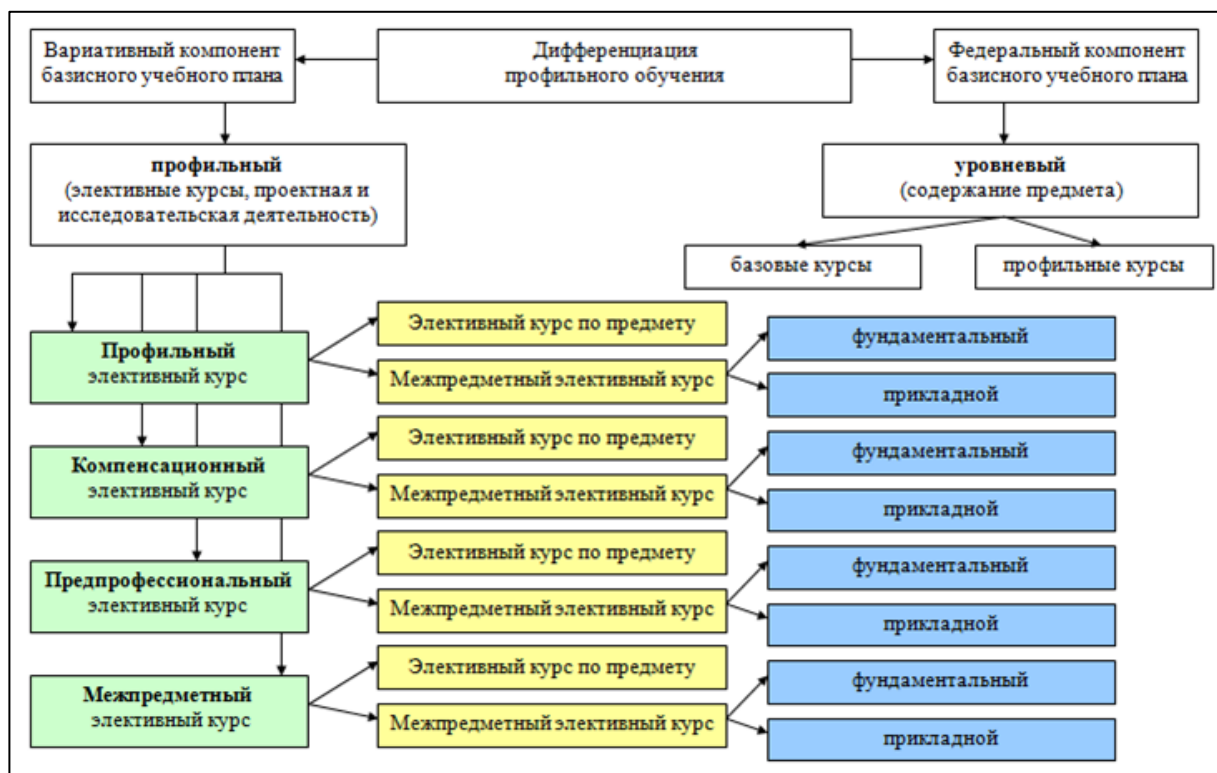 Вариативный компонент
базисного учебного плана
Дифференциация
профильного обучения
Федеральный компонент
базисного учебного плана
профильный
(элективные курсы, проектная и
исследовательская деятельность)
уровневый
(содержание предмета)
базовые курсы
профильные курсы
Профильный
элективный курс
Элективный курс по предмету
Межпредметный элективный курс
фундаментальный
прикладной
Компенсационный
элективный курс
Элективный курс по предмету
Межпредметный элективный курс
фундаментальный
прикладной
Предпрофессиональный
элективный курс
Элективный курс по предмету
Межпредметный элективный курс
фундаментальный
прикладной
Межпредметный
элективный курс
Элективный курс по предмету
Межпредметный элективный курс
фундаментальный
прикладной